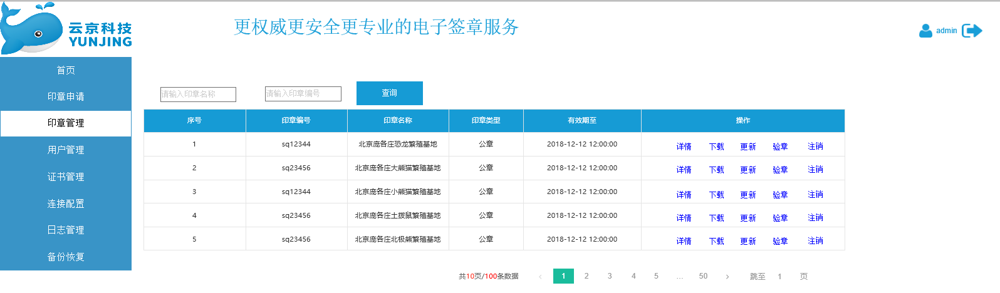 云京科技
YUNJING
更权威更安全更专业的电子签章服务
admin
首页
印章申请
印章管理
用户管理
证书管理
连接配置
日志管理
备份恢复
请输入印章名称 请输入印章编号 查询
序号 印章编号 印章名称 印章类型 有效期至 操作
1 sq12344 北京庞各庄恐龙繁殖基地 公章 2018-12-12 12:00:00 详情 下载 更新 验章 注销
2 sq23456 北京庞各庄大熊猫繁殖基地 公章 2018-12-12 12:00:00 详情 下载 更新 验章 注销
3 sq12344 北京庞各庄小熊猫繁殖基地 公章 2018-12-12 12:00:00 详情 下载 更新 验章 注销
4 sq23456 北京庞各庄土拨鼠繁殖基地 公章 2018-12-12 12:00:00 详情 下载 更新 验章 注销
5 sq23456 北京庞各庄北极熊繁殖基地 公章 2018-12-12 12:00:00 详情 下载 更新 验章 注销
共10页/100条数据 ‹ 1 2 3 4 5 ... 50 › 跳至 1 页